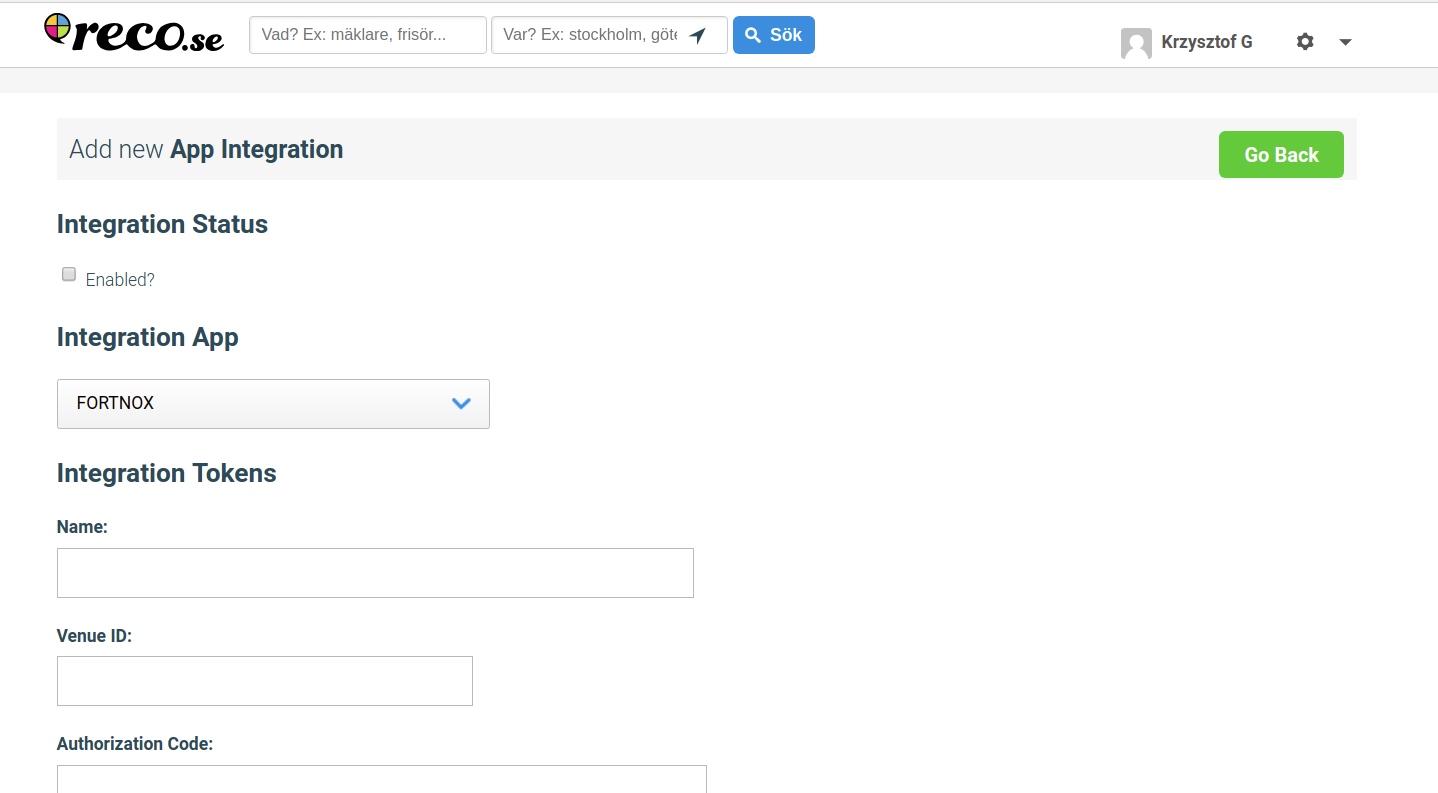 reco.se
Vad? Ex: mäklare, frisör...
Var? Ex: stockholm, göte
Sök
Krzysztof G
Add new App Integration
Go Back
Integration Status
Enabled?
Integration App
FORTNOX
Integration Tokens
Name:
Venue ID:
Authorization Code: